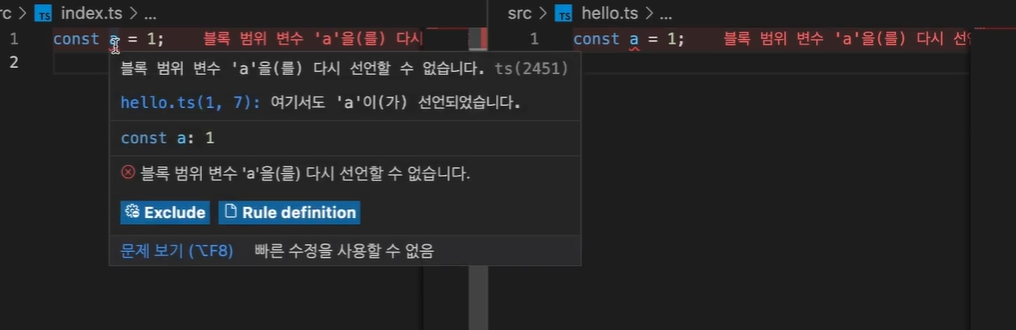 rc > TS index.ts > ...
src > TS hello.ts > ...
1 const a = 1; 블록 범위 변수 'a'을(를) 다시
1 const a = 1; 블록 범위 변수 'a'을(를) 다시
2
블록 범위 변수 'a'을(를) 다시 선언할 수 없습니다. ts(2451)
hello.ts(1, 7): 여기서도 'a'이(가) 선언되었습니다.
const a: 1
블록 범위 변수 'a'을(를) 다시 선언할 수 없습니다.
Exclude Rule definition
문제 보기 (⌥F8) 빠른 수정을 사용할 수 없음